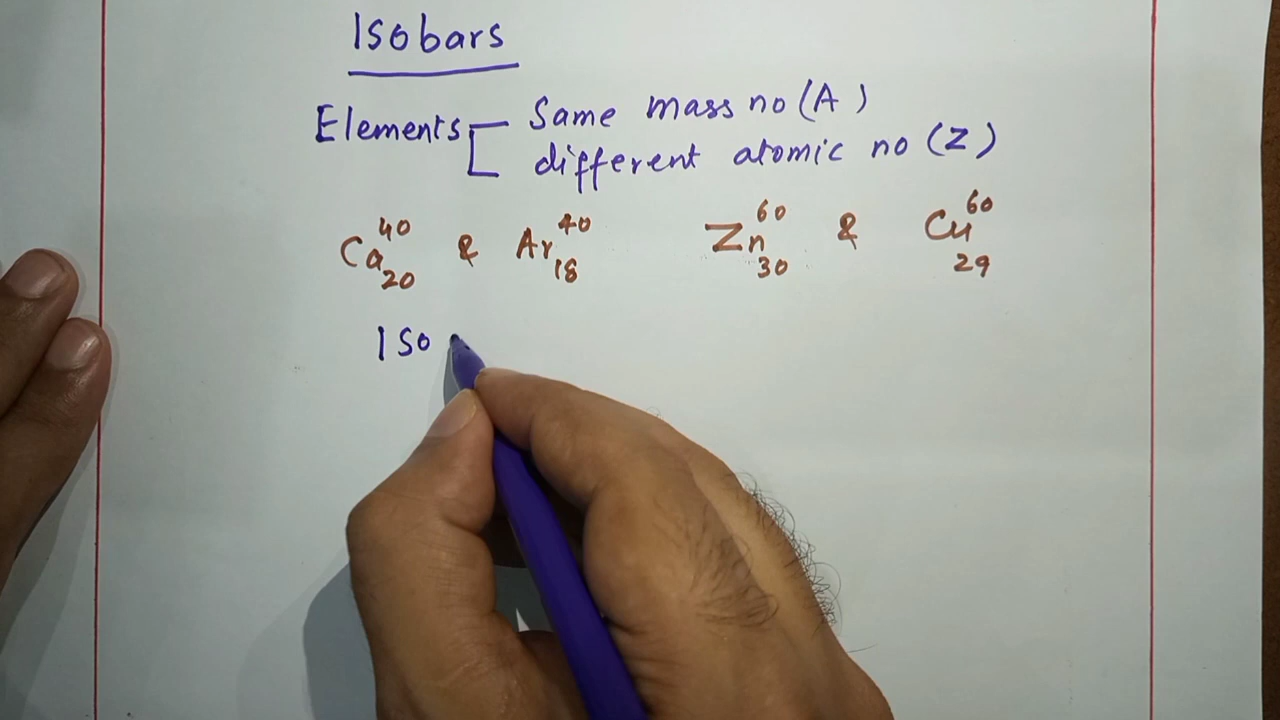 Isobars
Elements Same mass no (A)
different atomic no (Z)
Ca 40 20 & Ar 40 18 Zn 60 30 & Cu 60 29
Iso